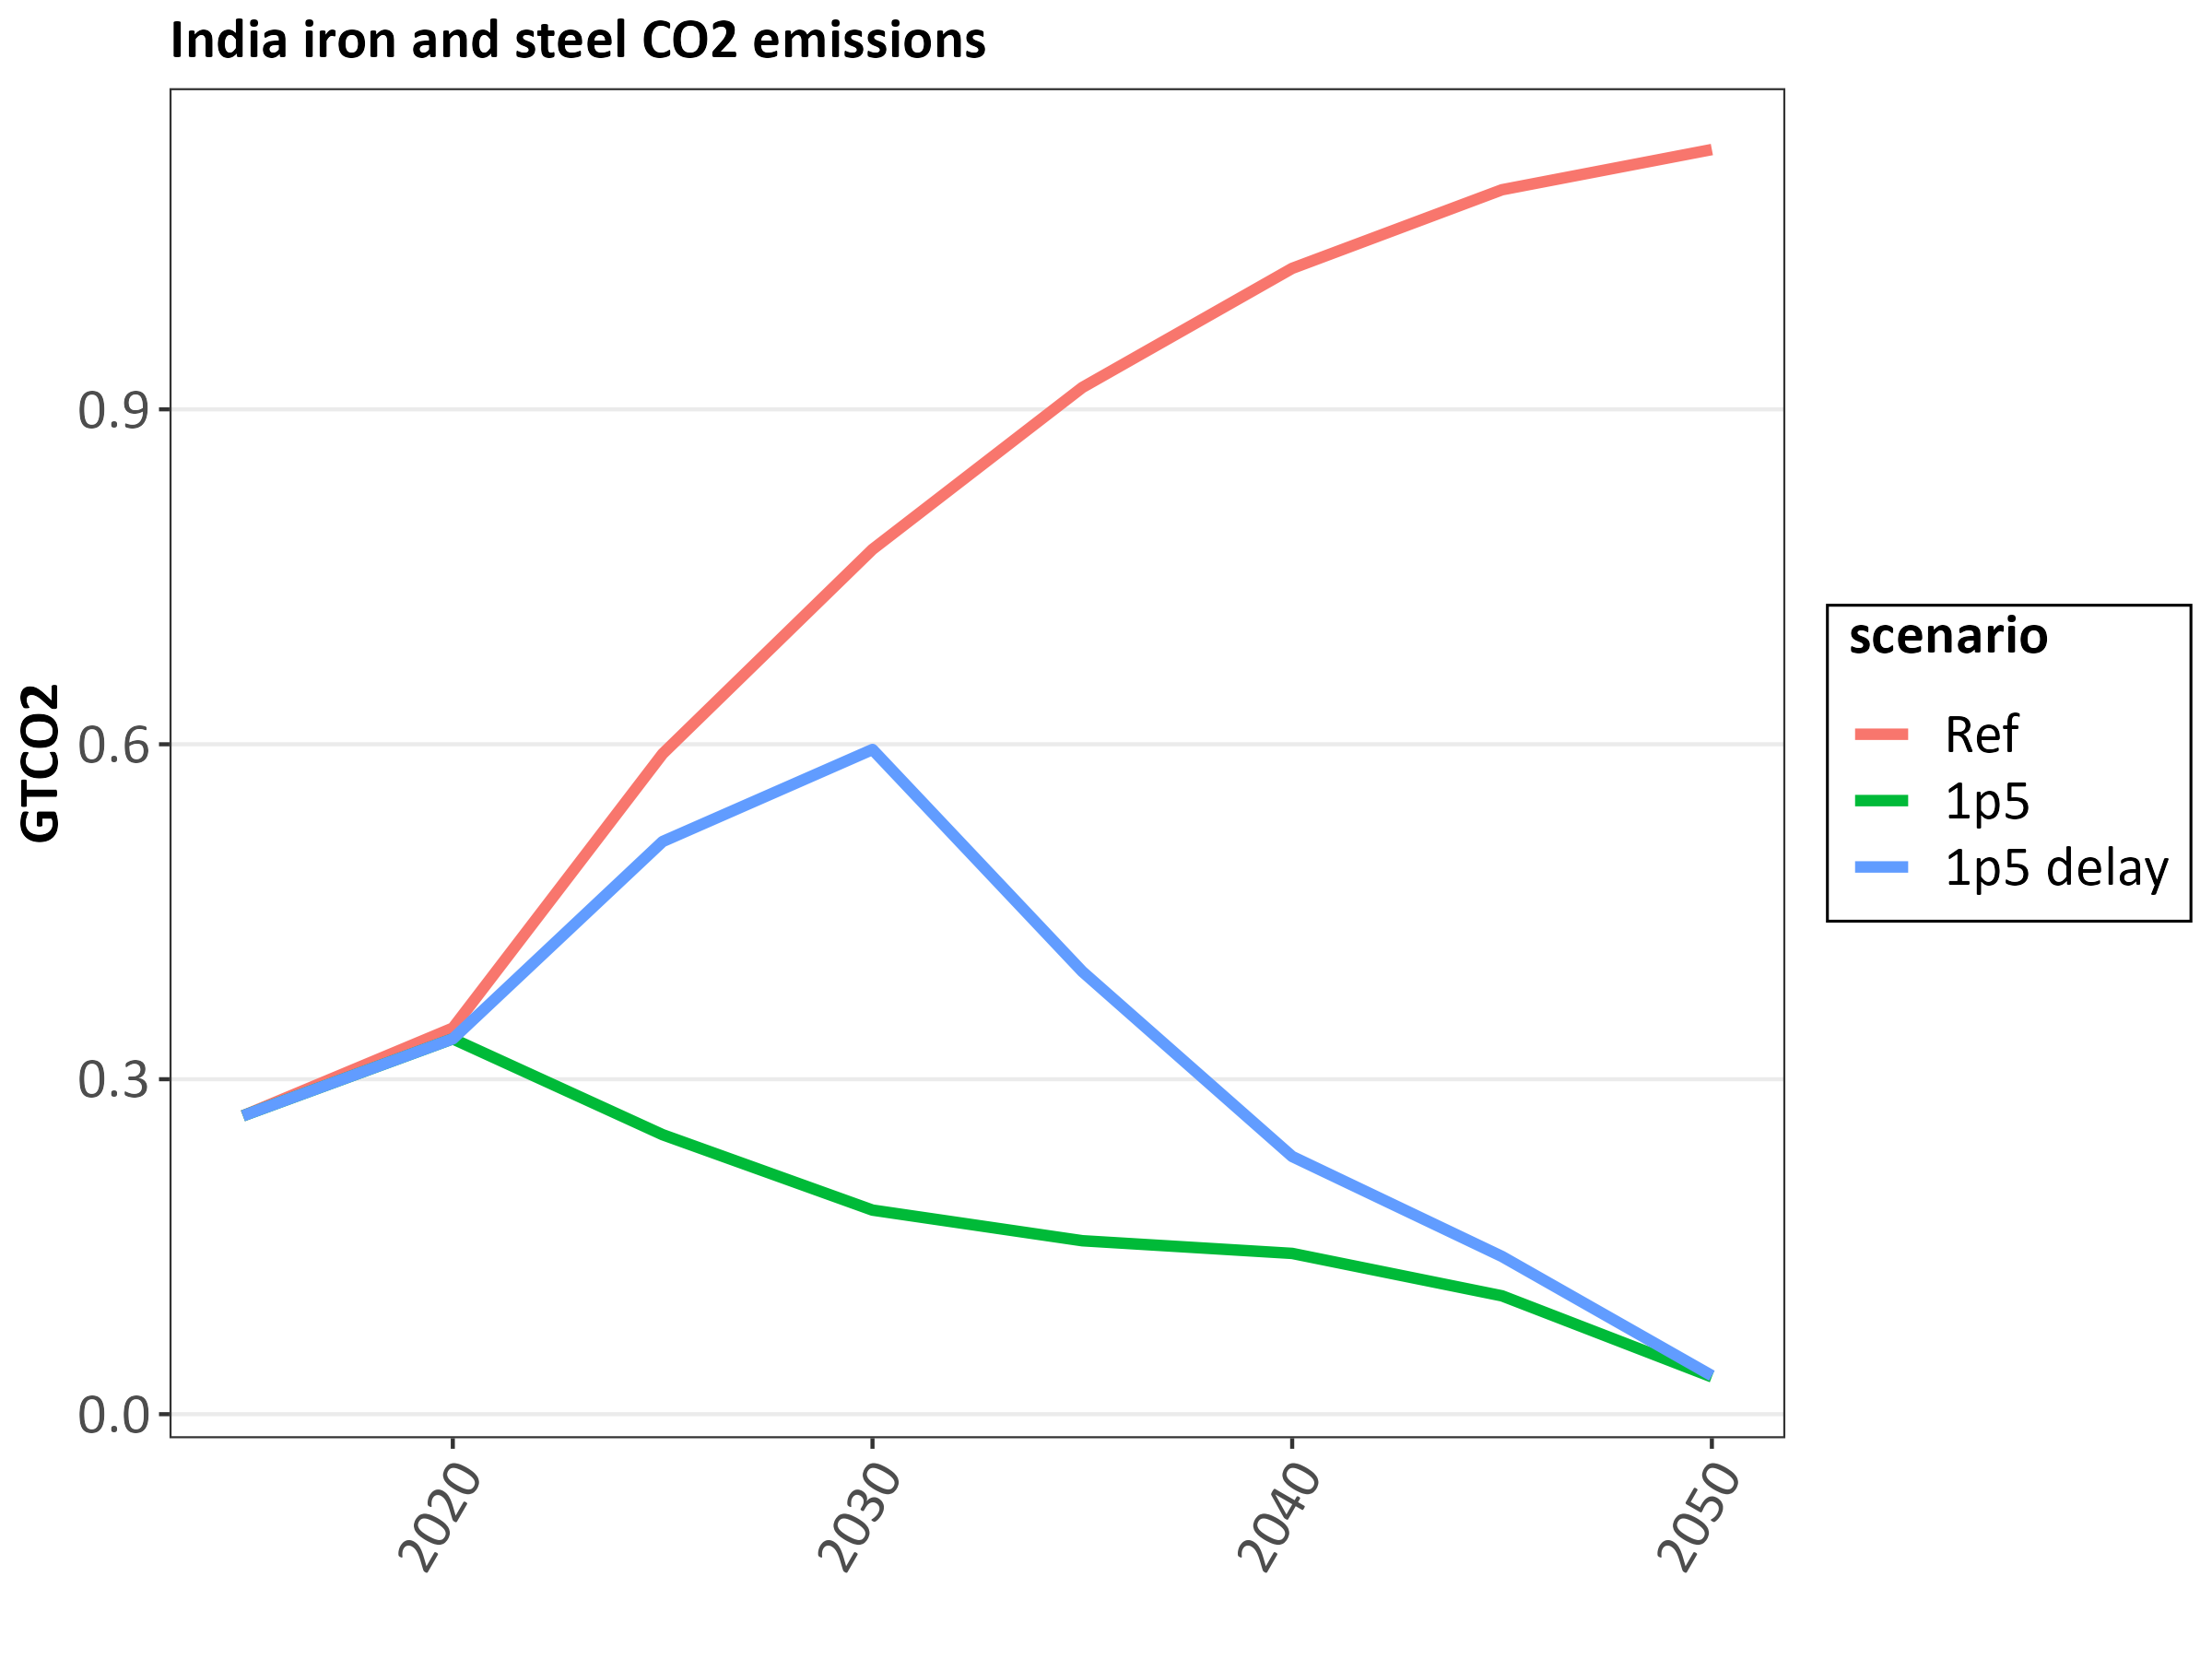 India iron and steel CO2 emissions
GTCO2
0.9
0.6
0.3
0.0
2020
2030
2040
2050
scenario
Ref
1p5
1p5 delay